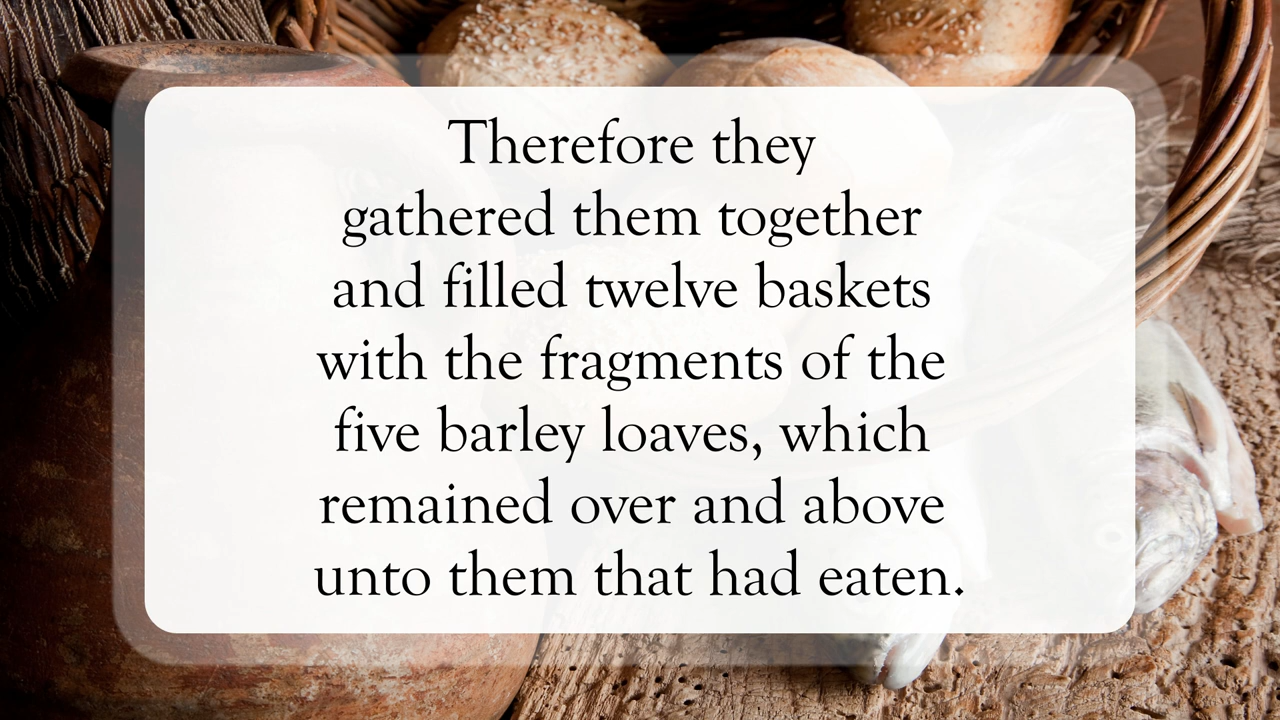 Therefore they
gathered them together
and filled twelve baskets
with the fragments of the
five barley loaves, which
remained over and above
unto them that had eaten.